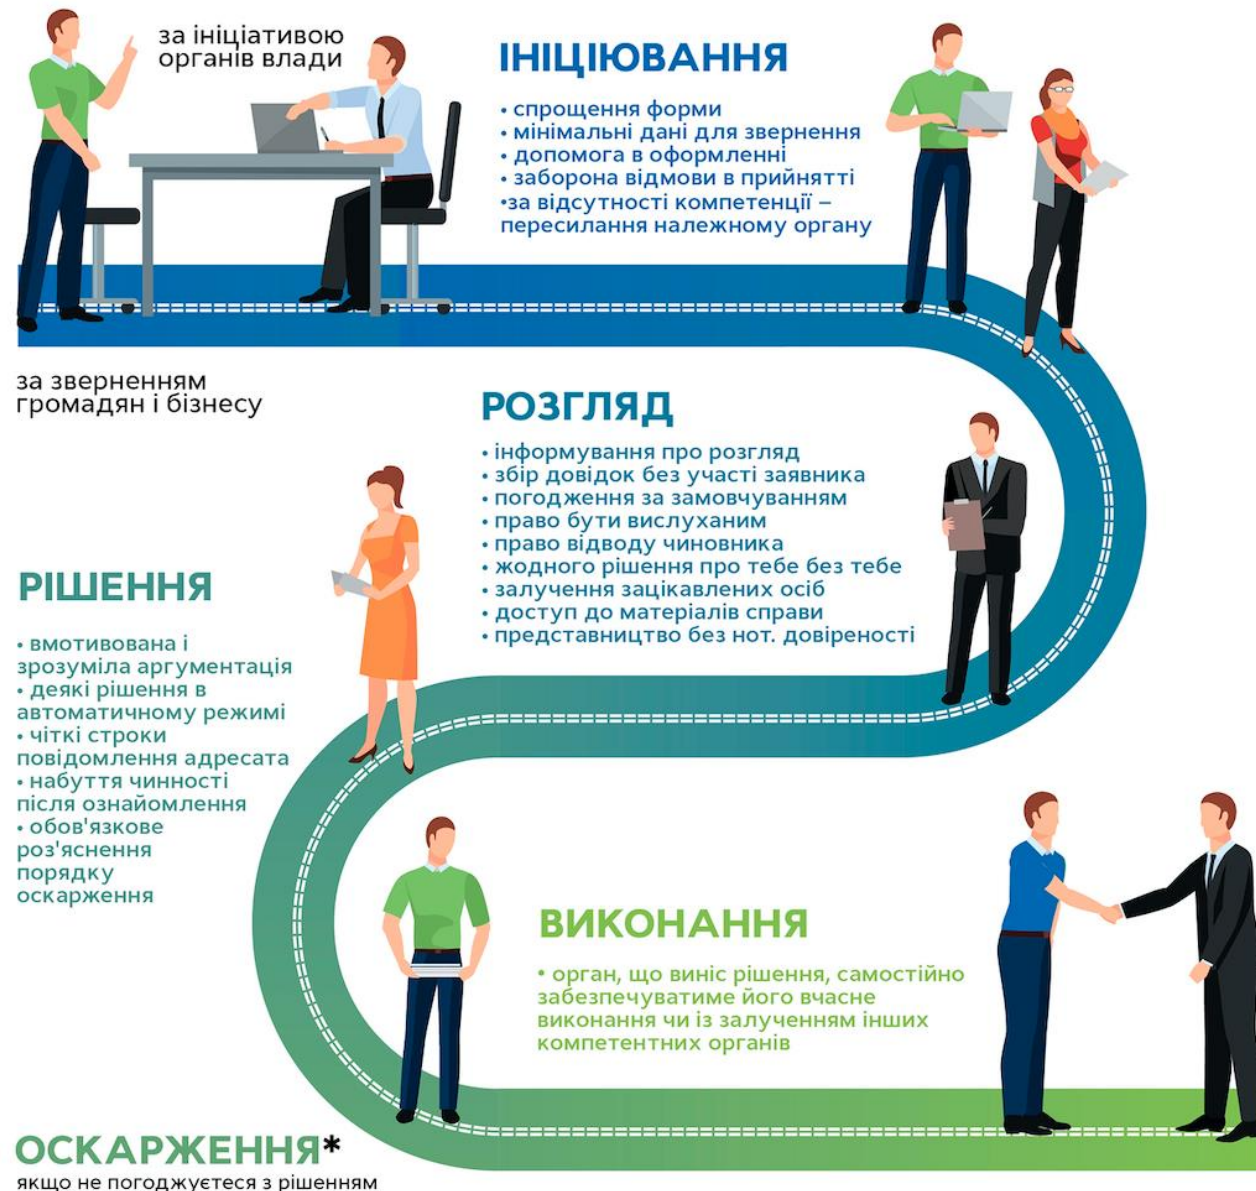 за ініціативою
органів влади
ІНІЦІЮВАННЯ
• спрощення форми
• мінімальні дані для звернення
• допомога в оформленні
• заборона відмови в прийнятті
•за відсутності компетенції –
пересилання належному органу
за зверненням
громадян і бізнесу
РОЗГЛЯД
• інформування про розгляд
• збір довідок без участі заявника
• погодження за замовчуванням
• право бути вислуханим
• право відводу чиновника
• жодного рішення про тебе без тебе
• залучення зацікавлених осіб
• доступ до матеріалів справи
• представництво без нот. довіреності
РІШЕННЯ
• вмотивована і
зрозуміла аргументація
• деякі рішення в
автоматичному режимі
• чіткі строки
повідомлення адресата
• набуття чинності
після ознайомлення
• обов'язкове
роз'яснення
порядку
оскарження
ВИКОНАННЯ
• орган, що виніс рішення, самостійно
забезпечуватиме його вчасне
виконання чи із залученням інших
компетентних органів
ОСКАРЖЕННЯ*
якщо не погоджуєтеся з рішенням